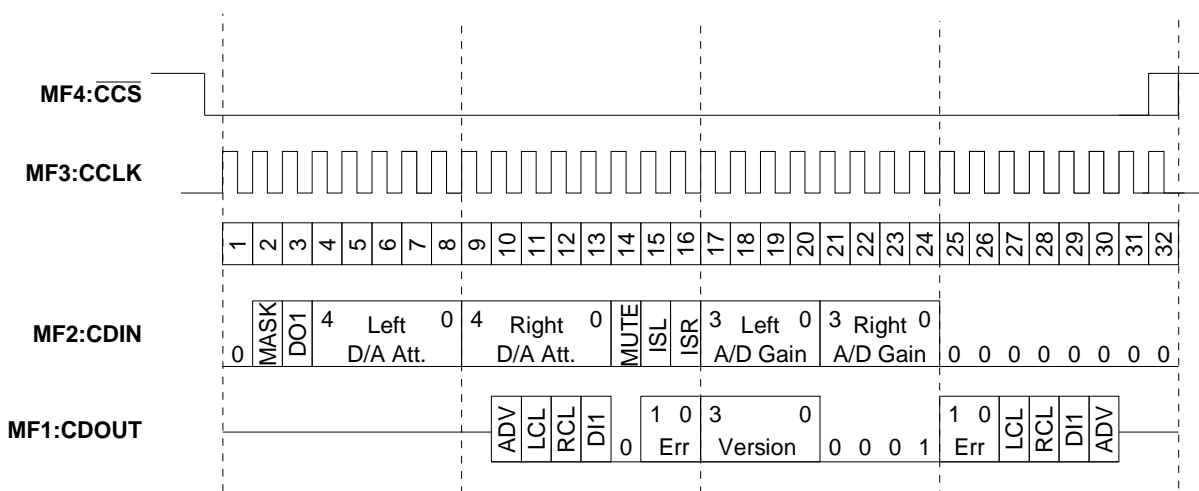 MF4:CCS
MF3:CCLK
1 2 3 4 5 6 7 8 9 10 11 12 13 14 15 16 17 18 19 20 21 22 23 24 25 26 27 28 29 30 31 32
MF2:CDIN
0 MASK DO1 4 Left 0 4 Right 0 MUTE ISL ISR 3 Left 0 3 Right 0 0 0 0 0 0 0 0 0
D/A Att. D/A Att. A/D Gain A/D Gain
MF1:CDOUT
ADV LCL RCL DI1 0 1 0 3 0 0 0 0 1 1 0 LCL RCL DI1 ADV
Err Version Err